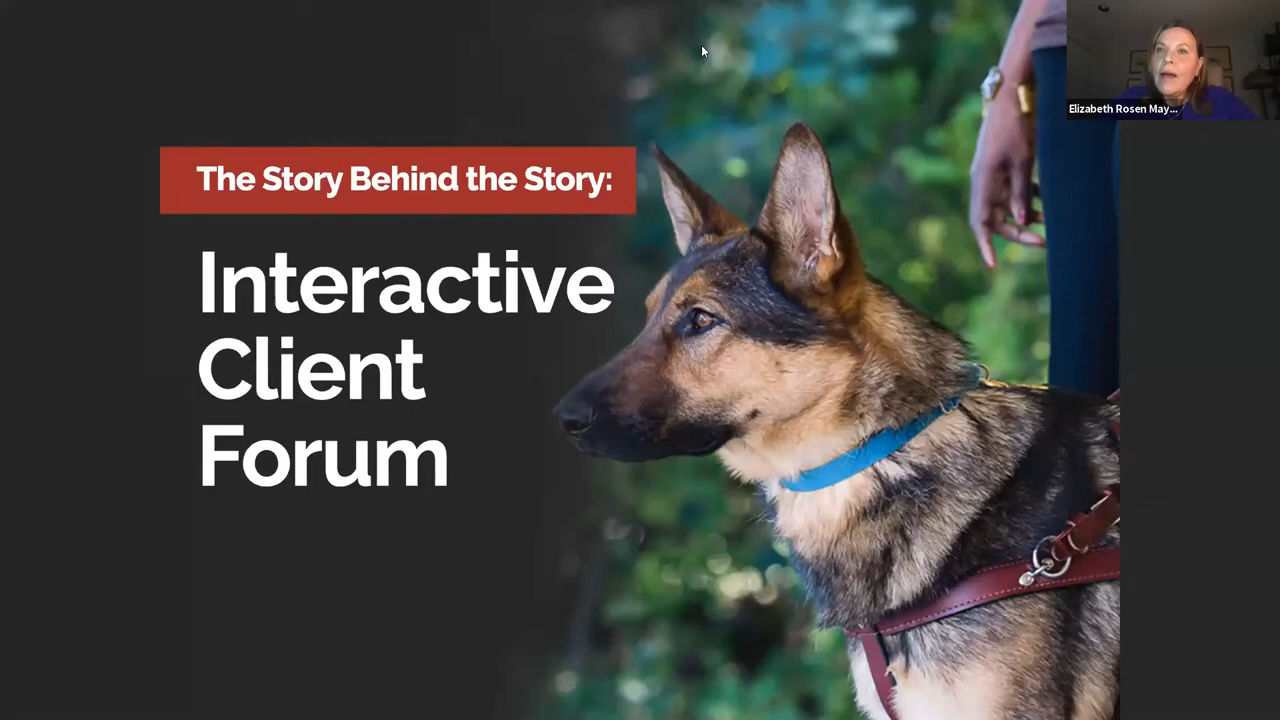 The Story Behind the Story:
Interactive
Client
Forum
Elizabeth Rosen May...